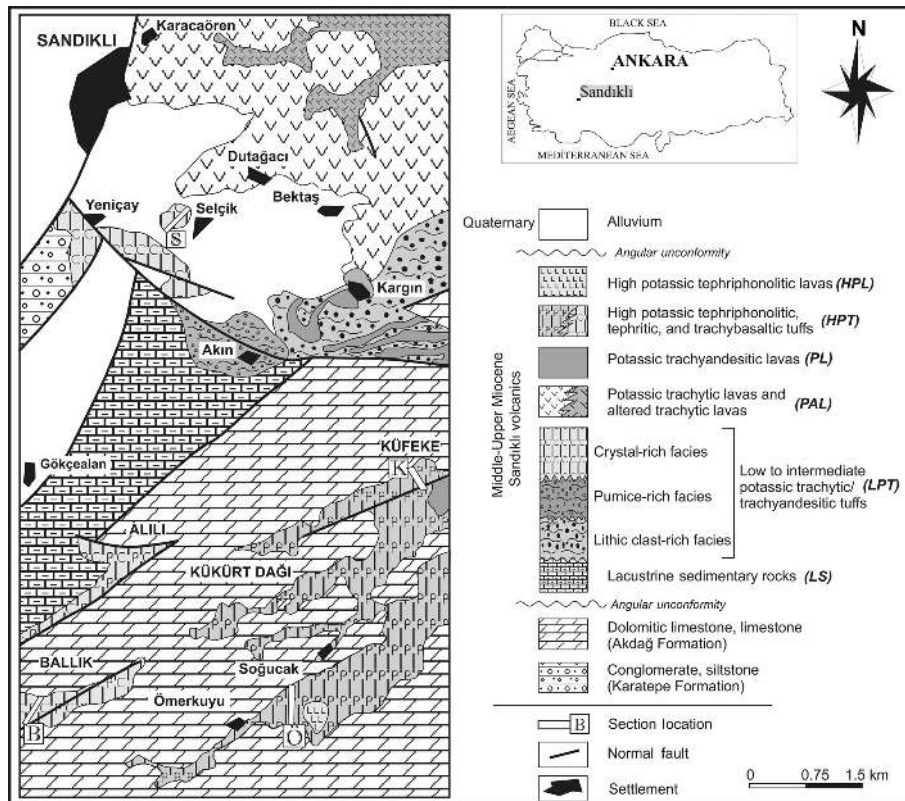 Karacaören
SANDIKLI
Dutağacı
Bektaş
Yeniçay
Selçik
S
Kargın
Akın
KÜFEKE
K
Gökçealan
ALILI
KÜKÜRT DAĞI
Soğucak
BALLIK
Ömerkuyu
B
Ö
BLACK SEA
ANKARA
Sandıklı
AEGEAN SEA
MEDİTERRANEAN SEA
N
Quaternary
Alluvium
Angular unconformity
Middle-Upper Miocene
Sandıklı volcanics
High potassic tephriphonolitic lavas (HPL)
High potassic tephriphonolitic,
tephritic, and trachybasaltic tuffs (HPT)
Potassic trachyandesitic lavas (PL)
Potassic trachytic lavas and
altered trachytic lavas (PAL)
Crystal-rich facies
Pumice-rich facies
Lithic clast-rich facies
Low to intermediate
potassic trachytic/
trachyandesitic tuffs (LPT)
Lacustrine sedimentary rocks (LS)
Angular unconformity
Dolomitic limestone, limestone
(Akdağ Formation)
Conglomerate, siltstone
(Karatepe Formation)
B
Section location
Normal fault
Settlement
0 0.75 1.5 km